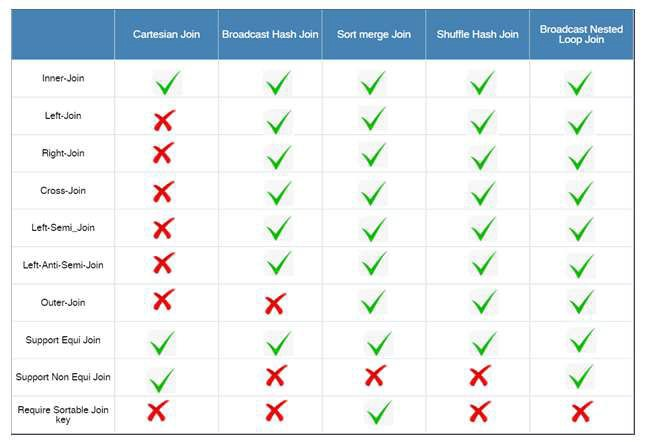 Cartesian Join Broadcast Hash Join Sort merge Join Shuffle Hash Join Broadcast Nested
Loop Join
Inner-Join
Left-Join
Right-Join
Cross-Join
Left-Semi_Join
Left-Anti-Semi-Join
Outer-Join
Support Equi Join
Support Non Equi Join
Require Sortable Join
key